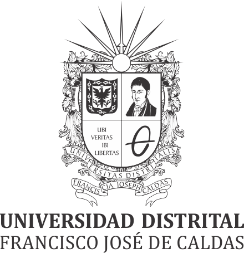 UBI
VERITAS
IBI
LIBERTAS
UNIVERSIDAD DISTRITAL
FRANCISCO JOSÉ DE CALDAS